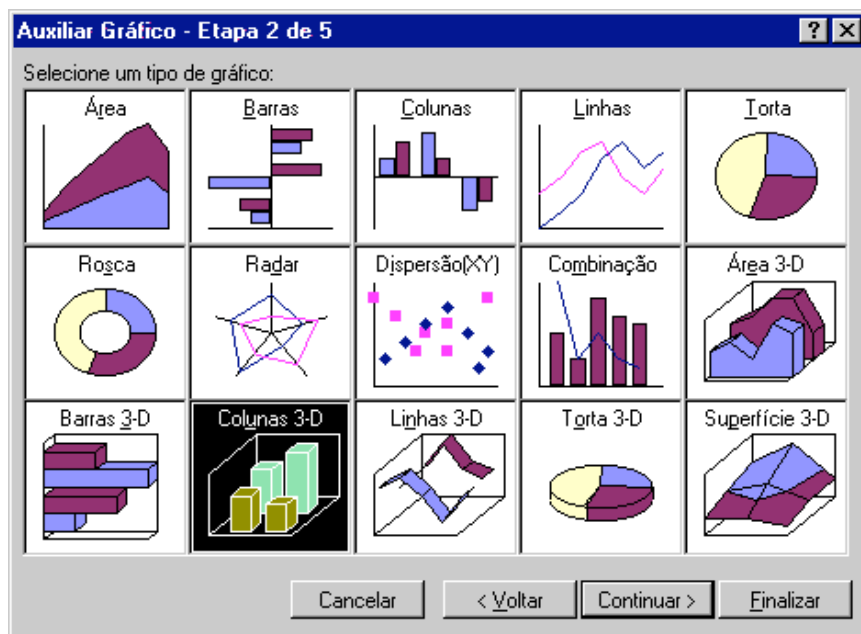 Auxiliar Gráfico - Etapa 2 de 5
Selecione um tipo de gráfico:
Área Barras Colunas Linhas Torta
Rosca Radar Dispersão(XY) Combinação Área 3-D
Barras 3-D Colunas 3-D Linhas 3-D Torta 3-D Superfície 3-D
Cancelar < Voltar Continuar > Finalizar